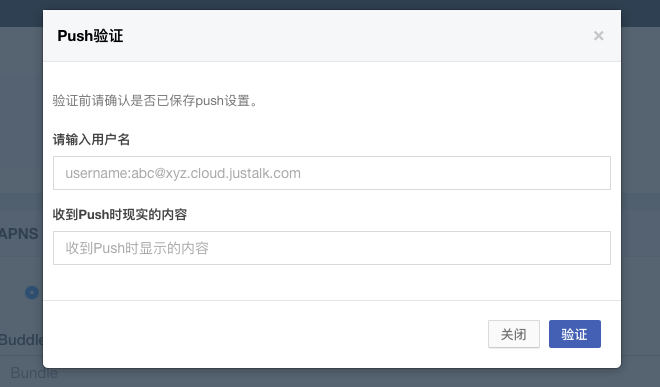 Push验证
×
验证前请确认是否已保存push设置。
请输入用户名
username:abc@xyz.cloud.justalk.com
收到Push时现实的内容
收到Push时显示的内容
APNS
Buddle
Bundle
关闭
验证